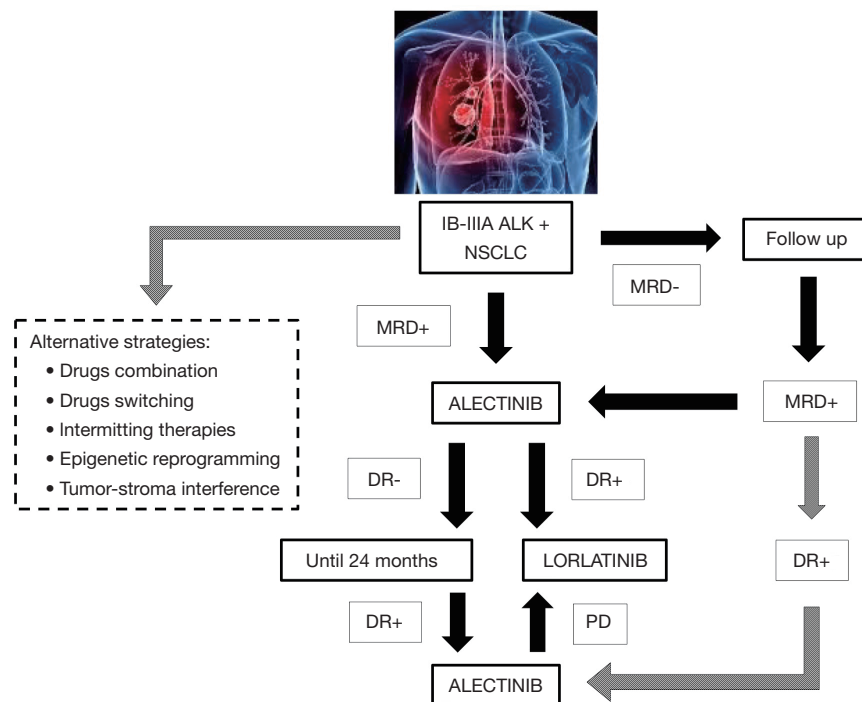 IB-IIIA ALK +
NSCLC
Follow up
MRD-
MRD+
Alternative strategies:
• Drugs combination
• Drugs switching
• Intermitting therapies
• Epigenetic reprogramming
• Tumor-stroma interference
ALECTINIB
MRD+
DR-
DR+
Until 24 months
LORLATINIB
DR+
DR+
PD
ALECTINIB